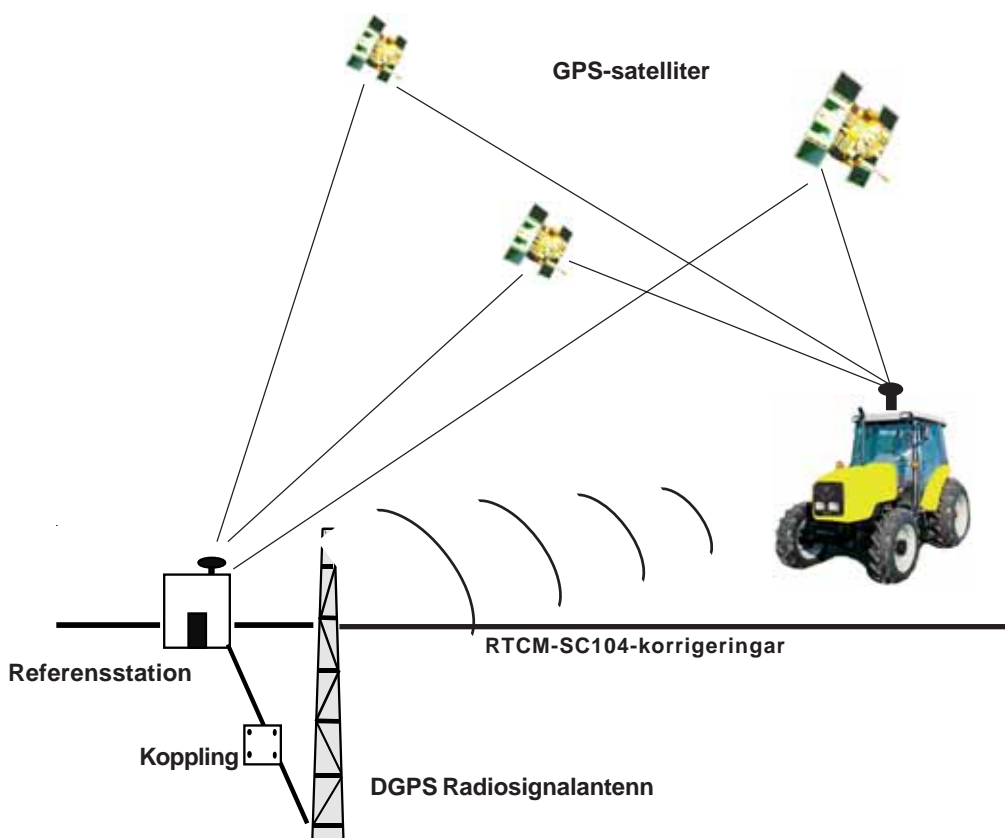 GPS-satelliter
RTCM-SC104-korrigeringar
Referensstation
Koppling
DGPS Radiosignalantenn